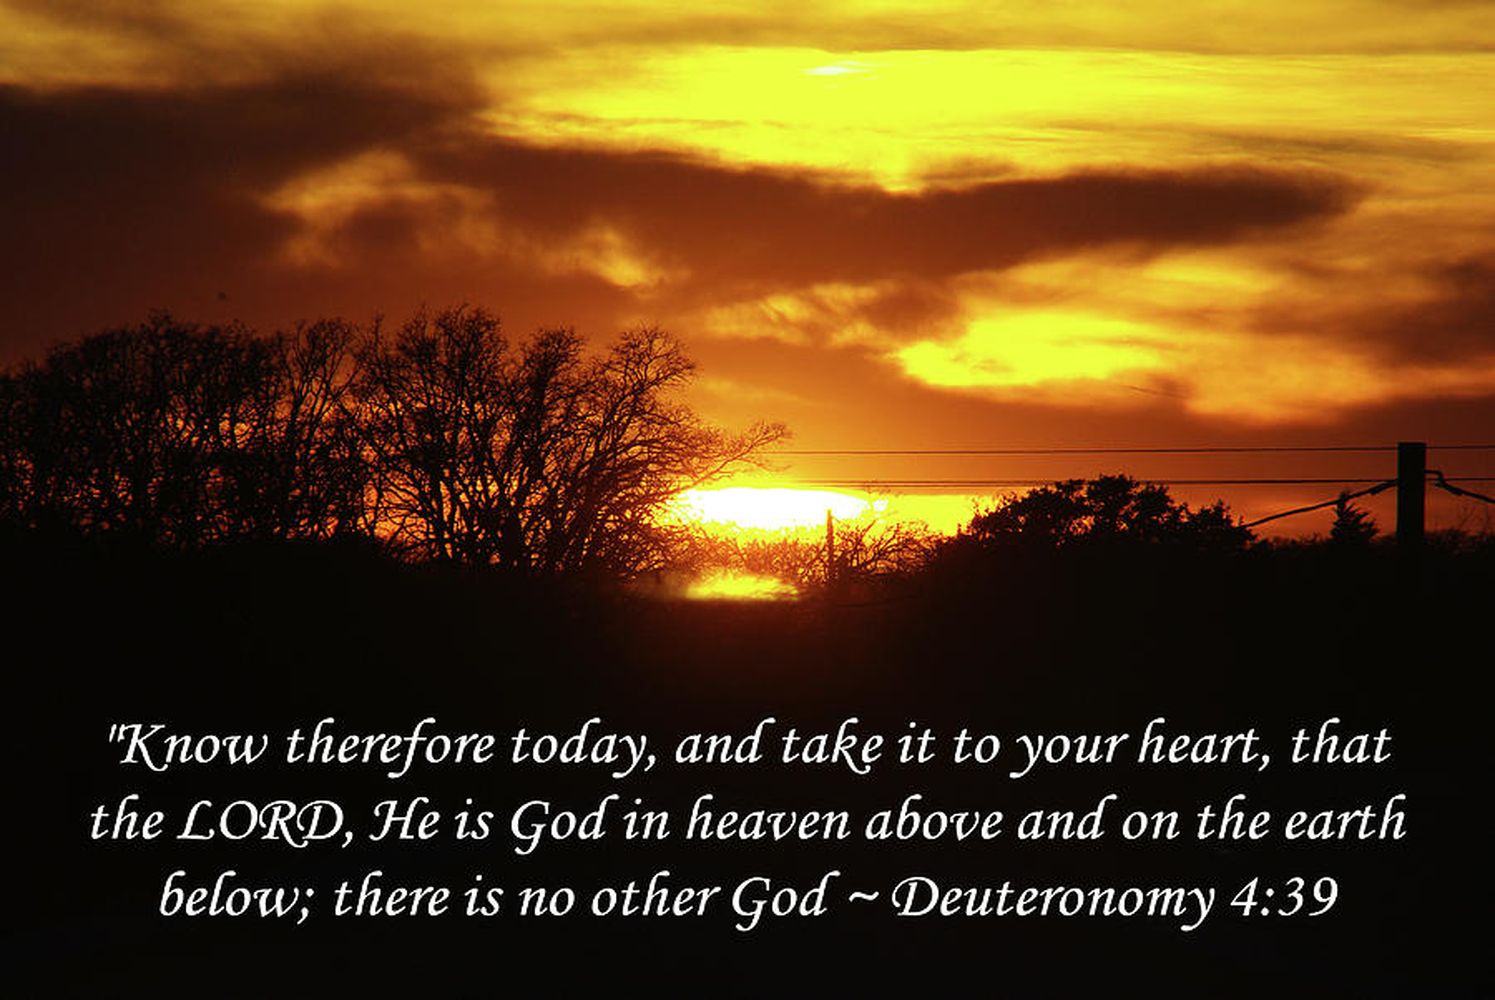 "Know therefore today, and take it to your heart, that
the LORD, He is God in heaven above and on the earth
below; there is no other God ~ Deuteronomy 4:39